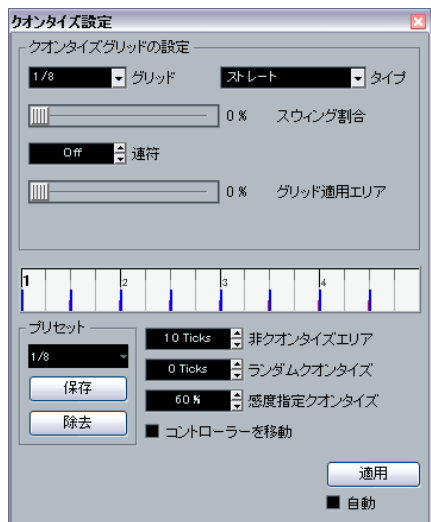 クオンタイズ設定
クオンタイズグリッドの設定
1/8 グリッド ストレート タイプ
0 % スウィング割合
Off 連符
0 % グリッド適用エリア
1 2 3 4
プリセット
1/8
保存
除去
10 Ticks 非クオンタイズエリア
0 Ticks ランダムクオンタイズ
60 % 感度指定クオンタイズ
コントローラーを移動
適用
自動